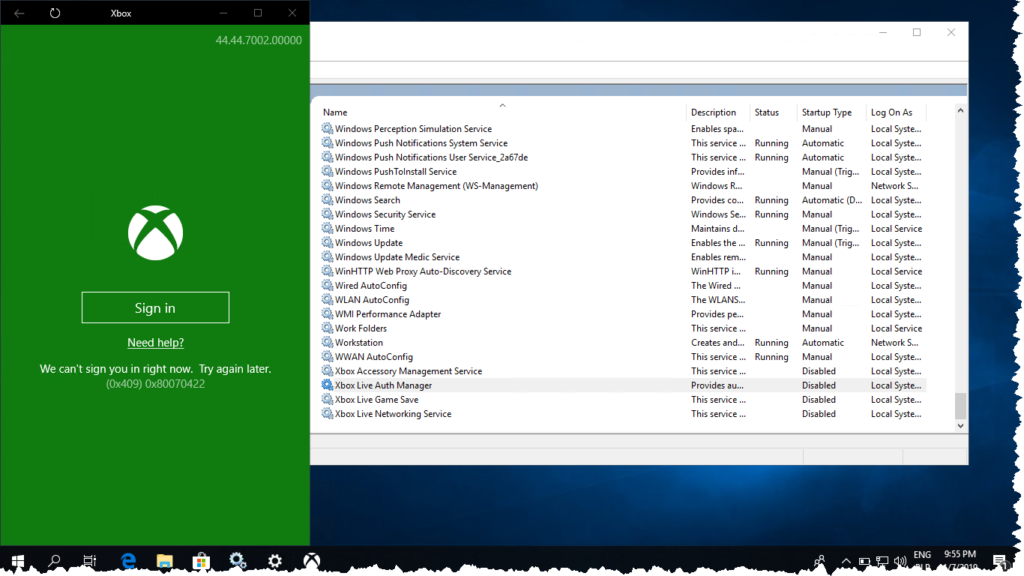 Xbox
44.44.7002.00000
Sign in
Need help?
We can't sign you in right now. Try again later.
(0x409) 0x80070422
Name Description Status Startup Type Log On As
Windows Perception Simulation Service Enables spa... Manual Local Syste...
Windows Push Notifications System Service This service ... Running Automatic Local Syste...
Windows Push Notifications User Service_2a67de This service ... Running Automatic Local Syste...
Windows PushToInstall Service Provides inf... Manual (Trig... Local Syste...
Windows Remote Management (WS-Management) Windows R... Manual Network S...
Windows Search Provides co... Running Automatic (D... Local Syste...
Windows Security Service Windows Se... Running Manual Local Syste...
Windows Time Maintains d... Manual (Trig... Local Service
Windows Update Enables the ... Running Manual (Trig... Local Syste...
Windows Update Medic Service Enables rem... Manual Local Syste...
WinHTTP Web Proxy Auto-Discovery Service WinHTTP i... Running Manual Local Service
Wired AutoConfig The Wired ... Manual Local Syste...
WLAN AutoConfig The WLANS... Manual Local Syste...
WMI Performance Adapter Provides pe... Manual Local Syste...
Work Folders This service ... Manual Local Service
Workstation Creates and... Running Automatic Network S...
WWAN AutoConfig This service ... Running Manual Local Syste...
Xbox Accessory Management Service This service ... Disabled Local Syste...
Xbox Live Auth Manager Provides au... Disabled Local Syste...
Xbox Live Game Save This service ... Disabled Local Syste...
Xbox Live Networking Service This service ... Disabled Local Syste...
ENG 9:55 PM